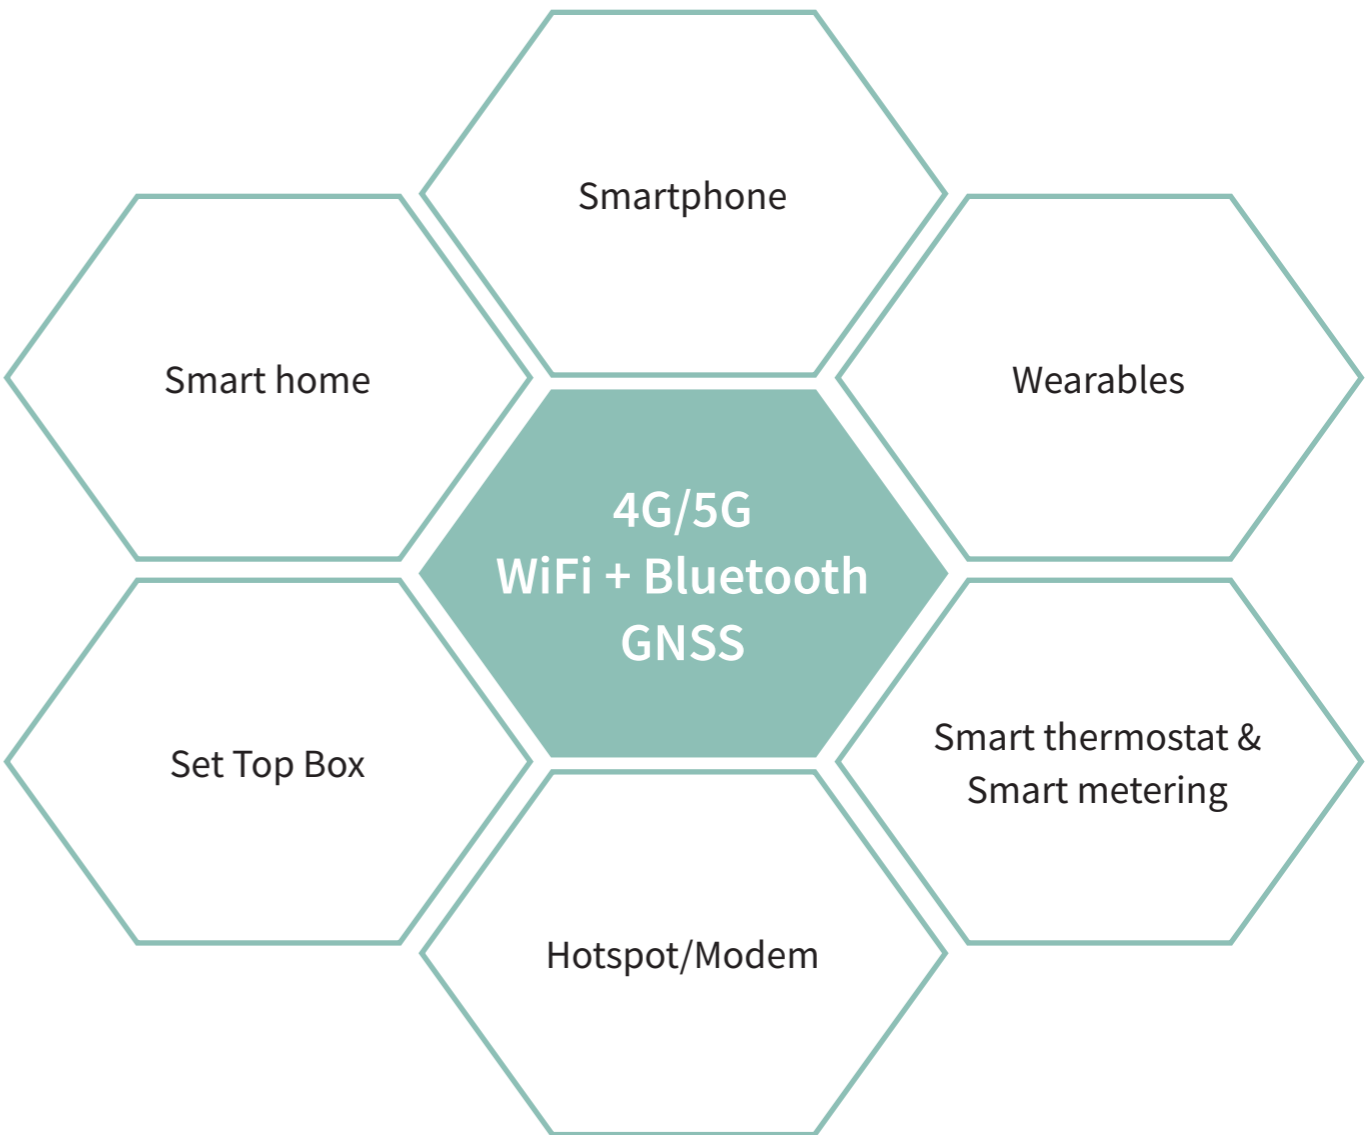 Smartphone
Smart home
Wearables
4G/5G
WiFi + Bluetooth
GNSS
Set Top Box
Smart thermostat &
Smart metering
Hotspot/Modem